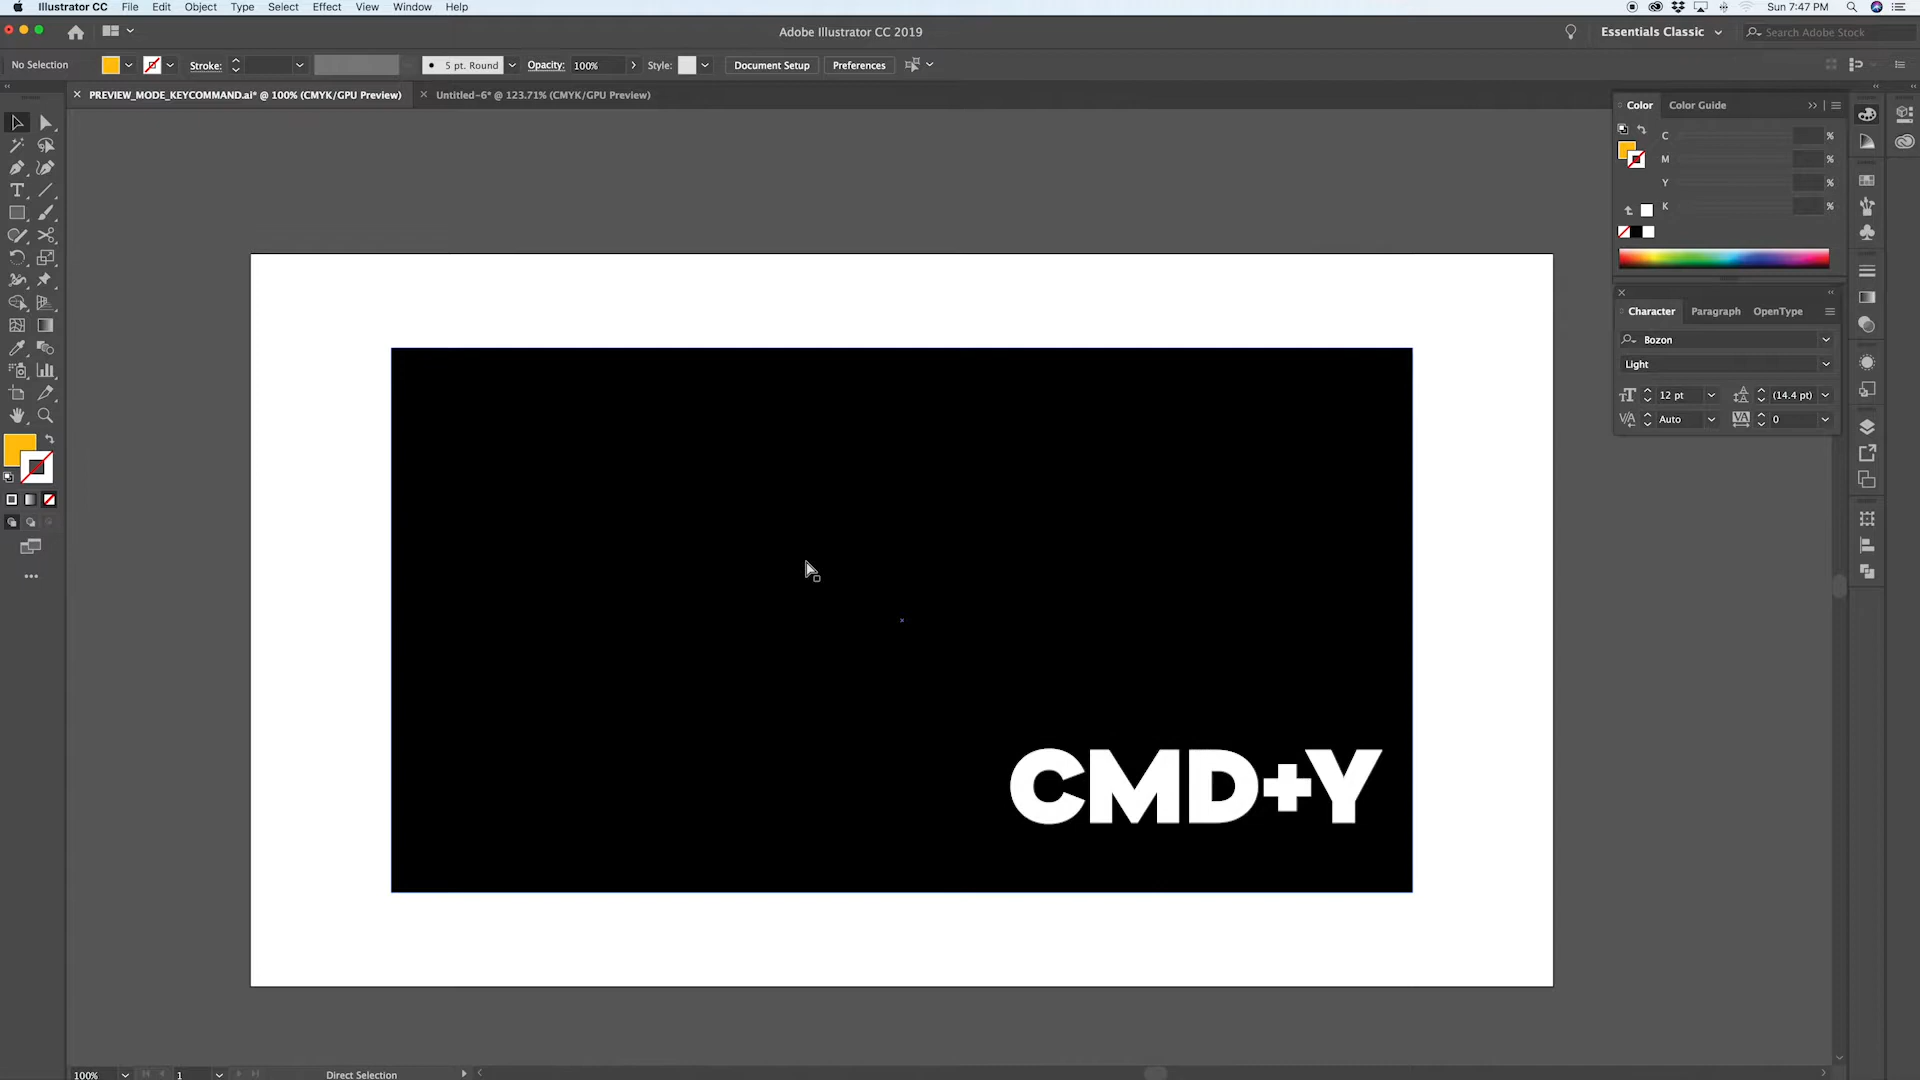 Illustrator CC File Edit Object Type Select Effect View Window Help
Sun 7:47 PM
Adobe Illustrator CC 2019
Essentials Classic
Search Adobe Stock
No Selection
Stroke:
5 pt. Round
Opacity: 100%
Style:
Document Setup
Preferences
PREVIEW_MODE_KEYCOMMAND.ai* @ 100% (CMYK/GPU Preview)
Untitled-6* @ 123.71% (CMYK/GPU Preview)
Color
Color Guide
C %
M %
Y %
K %
Character
Paragraph
OpenType
Bozon
Light
12 pt
(14.4 pt)
Auto
0
CMD+Y
100%
1
Direct Selection